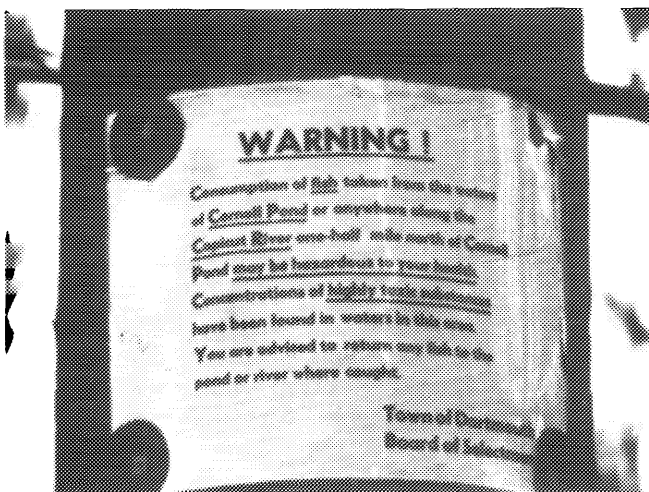 WARNING !
Consumption of fish taken from the waters
of Cornell Pond or anywhere along the
Copicut River one-half mile north of Cornell
Pond may be hazardous to your health.
Concentrations of highly toxic substances
have been found in waters in this area.
You are advised to return any fish to the
pond or river where caught.
Town of Dartmouth
Board of Selectmen